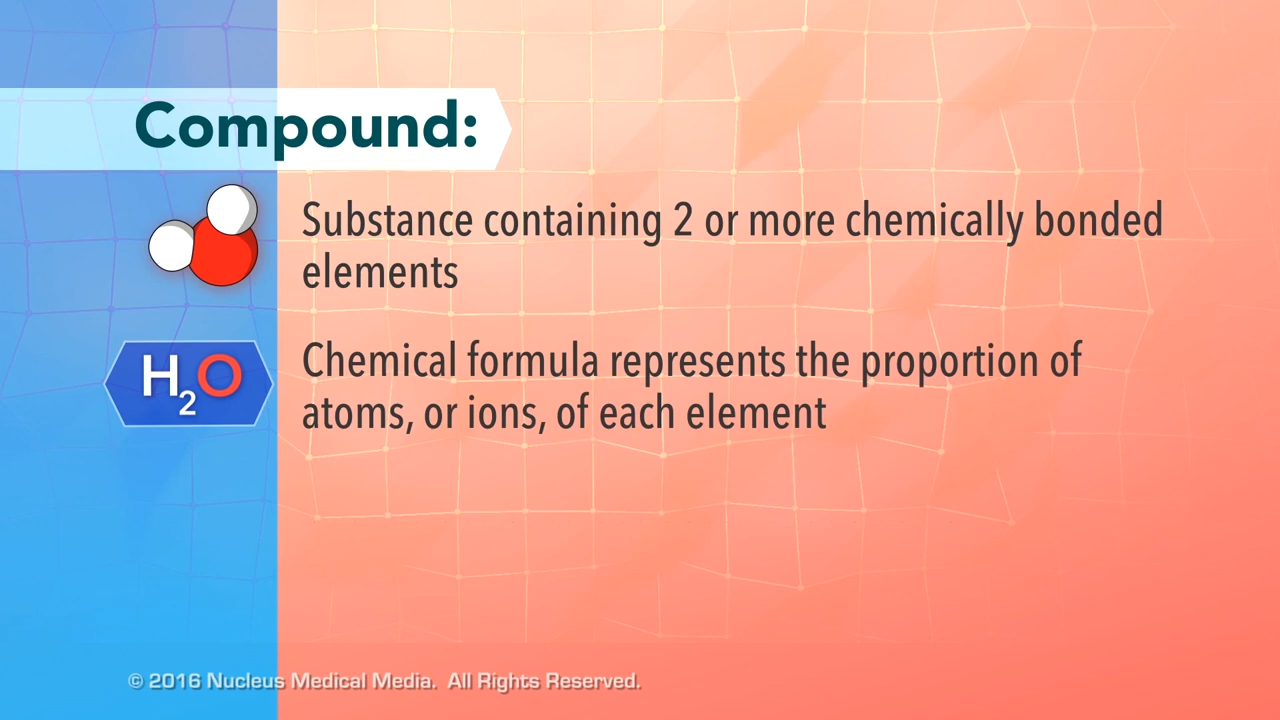 Compound:
Substance containing 2 or more chemically bonded
elements
H₂O
Chemical formula represents the proportion of
atoms, or ions, of each element
© 2016 Nucleus Medical Media. All Rights Reserved.